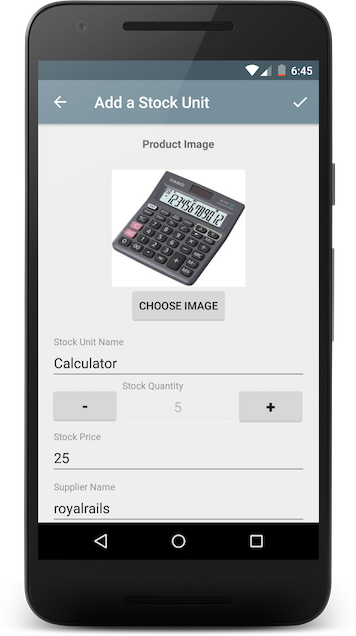 6:45
Add a Stock Unit
Product Image
CASIO
123456789012
CHOOSE IMAGE
Stock Unit Name
Calculator
Stock Quantity
- 5 +
Stock Price
25
Supplier Name
royalrails